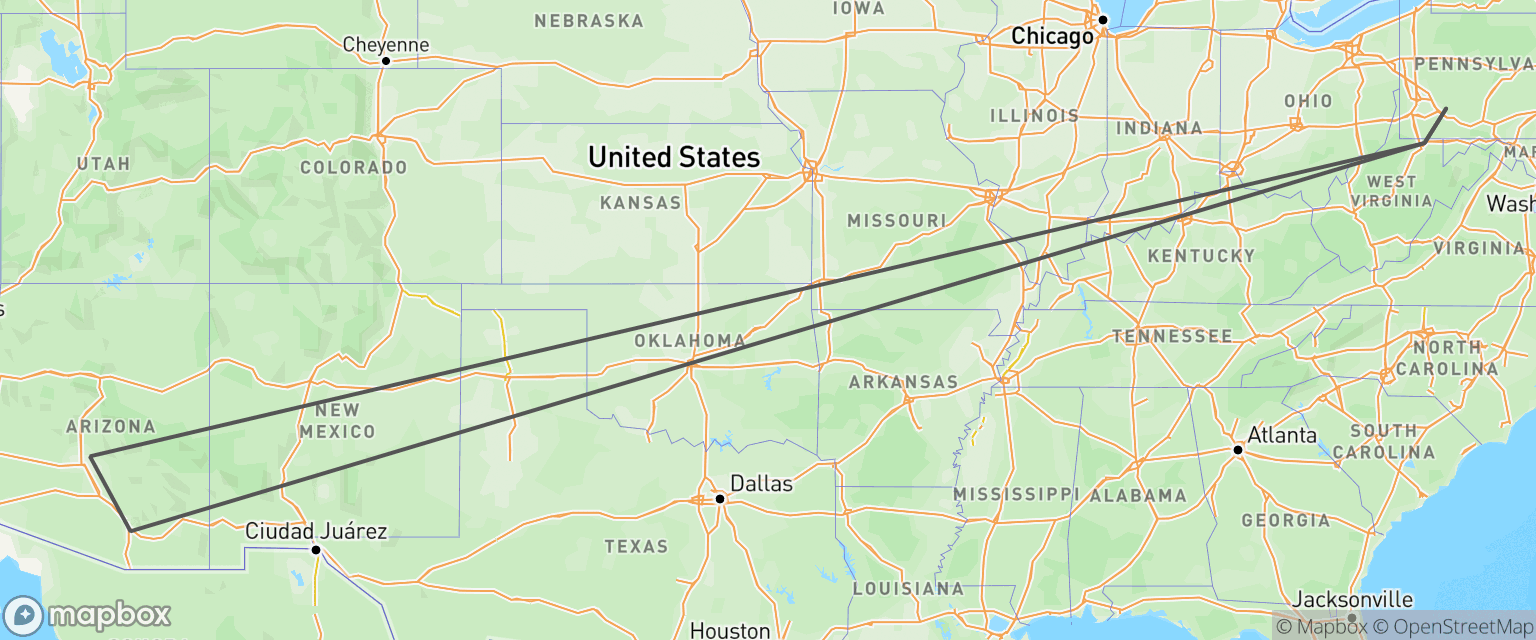 NEBRASKA
IOWA
Cheyenne
Chicago
PENNSYLVA
ILLINOIS
OHIO
INDIANA
UTAH
COLORADO
United States
MAR
KANSAS
MISSOURI
WEST
VIRGINIA
Wash
VIRGINIA
KENTUCKY
OKLAHOMA
TENNESSEE
NORTH
CAROLINA
ARKANSAS
NEW
MEXICO
ARIZONA
Atlanta
SOUTH
CAROLINA
Dallas
MISSISSIPPI
ALABAMA
GEORGIA
Ciudad Juárez
TEXAS
LOUISIANA
Jacksonville
mapbox
Houston
© Mapbox © OpenStreetMap